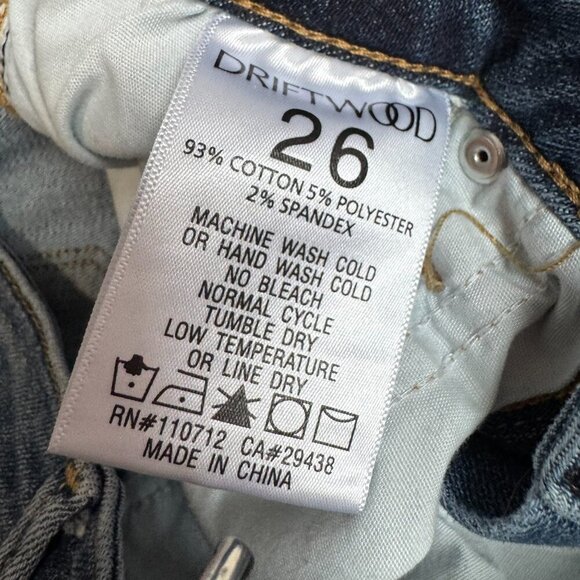 DRIFTWOOD
26
93% COTTON 5% POLYESTER
2% SPANDEX
MACHINE WASH COLD
OR HAND WASH COLD
NO BLEACH
NORMAL CYCLE
TUMBLE DRY
LOW TEMPERATURE
OR LINE DRY
RN#110712 CA#29438
MADE IN CHINA